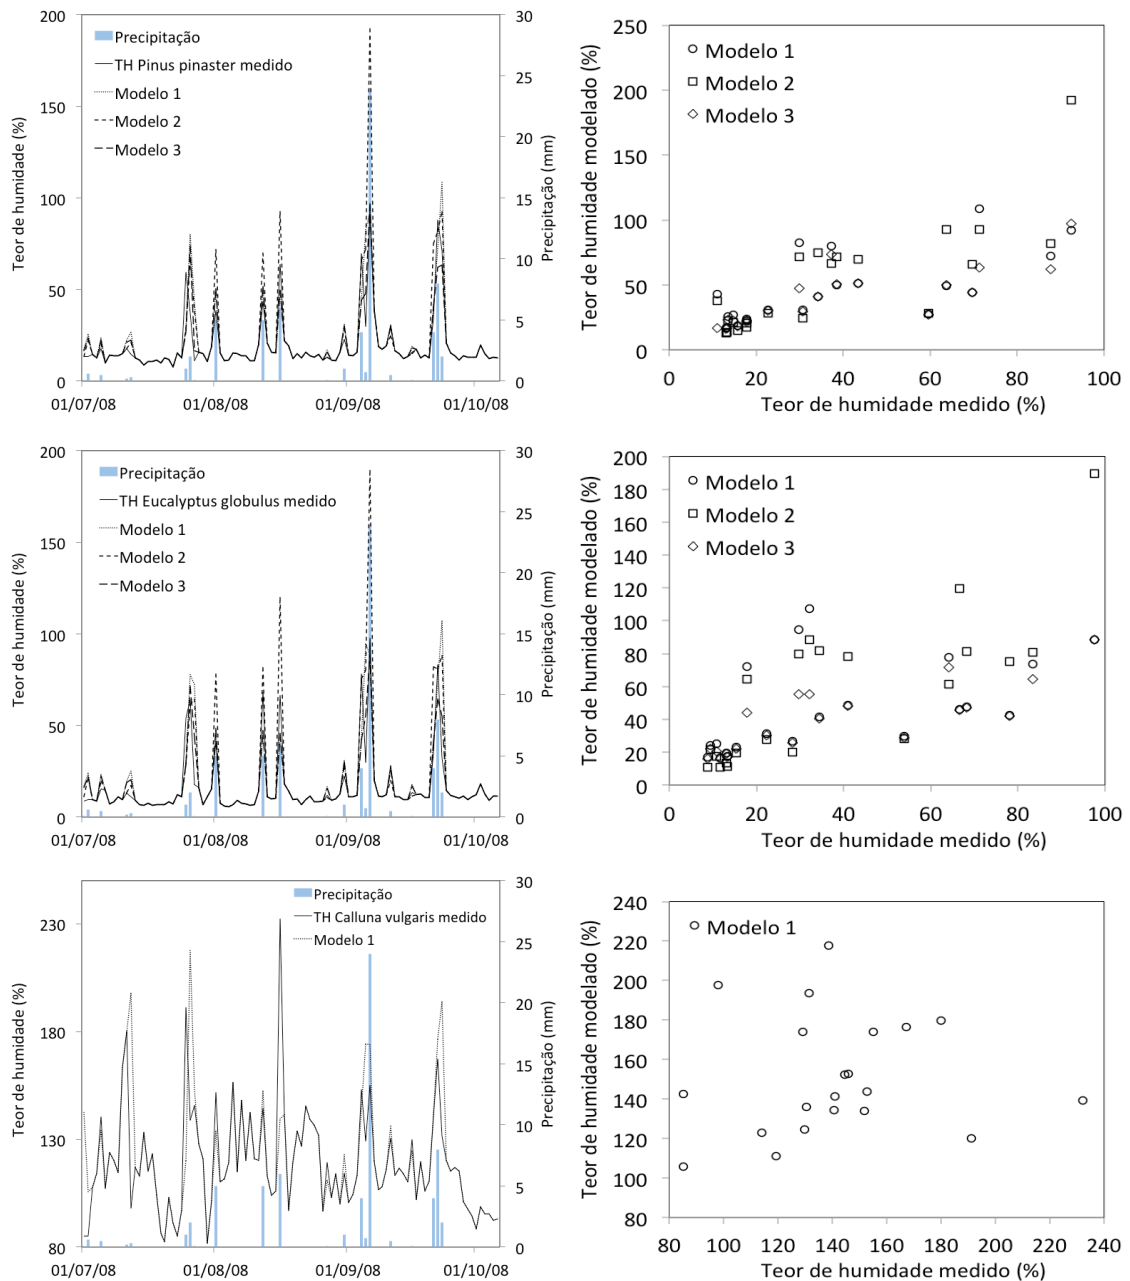 200
150
100
50
0
30
25
20
15
10
5
0
Precipitação
TH Pinus pinaster medido
Modelo 1
Modelo 2
Modelo 3
Teor de humidade (%)
Precipitação (mm)
01/07/08
01/08/08
01/09/08
01/10/08
250
200
150
100
50
0
Modelo 1
Modelo 2
Modelo 3
Teor de humidade modelado (%)
0
20
40
60
80
100
Teor de humidade medido (%)
200
150
100
50
0
30
25
20
15
10
5
0
Precipitação
TH Eucalyptus globulus medido
Modelo 1
Modelo 2
Modelo 3
Teor de humidade (%)
Precipitação (mm)
01/07/08
01/08/08
01/09/08
01/10/08
200
180
160
140
120
100
80
60
40
20
0
Modelo 1
Modelo 2
Modelo 3
Teor de humidade modelado (%)
0
20
40
60
80
100
Teor de humidade medido (%)
230
180
130
80
30
25
20
15
10
5
0
Precipitação
TH Calluna vulgaris medido
Modelo 1
Teor de humidade (%)
Precipitação (mm)
01/07/08
01/08/08
01/09/08
01/10/08
240
220
200
180
160
140
120
100
80
Modelo 1
Teor de humidade modelado (%)
80
100
120
140
160
180
200
220
240
Teor de humidade medido (%)